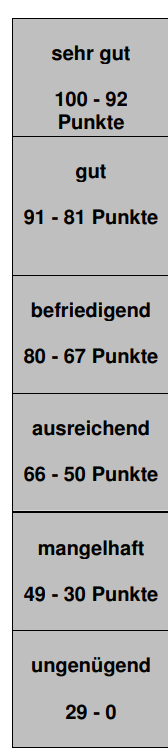 sehr gut
100 - 92
Punkte
gut
91 - 81 Punkte
befriedigend
80 - 67 Punkte
ausreichend
66 - 50 Punkte
mangelhaft
49 - 30 Punkte
ungenügend
29 - 0